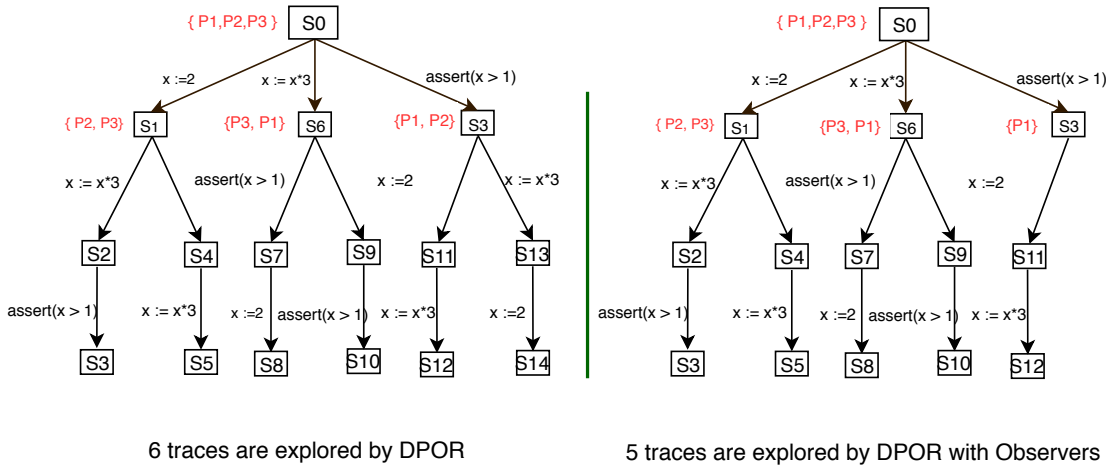 { P1,P2,P3 }
S0
x :=2
x := x*3
assert(x > 1)
{ P2, P3}
S1
{P3, P1}
S6
{P1, P2}
S3
x := x*3
assert(x > 1)
x :=2
x := x*3
S2
S4
S7
S9
S11
S13
assert(x > 1)
x := x*3
x :=2
assert(x > 1)
x := x*3
x :=2
S3
S5
S8
S10
S12
S14
6 traces are explored by DPOR
{ P1,P2,P3 }
S0
x :=2
x := x*3
assert(x > 1)
{ P2, P3}
S1
{P3, P1}
S6
{P1}
S3
x := x*3
assert(x > 1)
x :=2
S2
S4
S7
S9
S11
assert(x > 1)
x := x*3
x :=2
assert(x > 1)
x := x*3
S3
S5
S8
S10
S12
5 traces are explored by DPOR with Observers